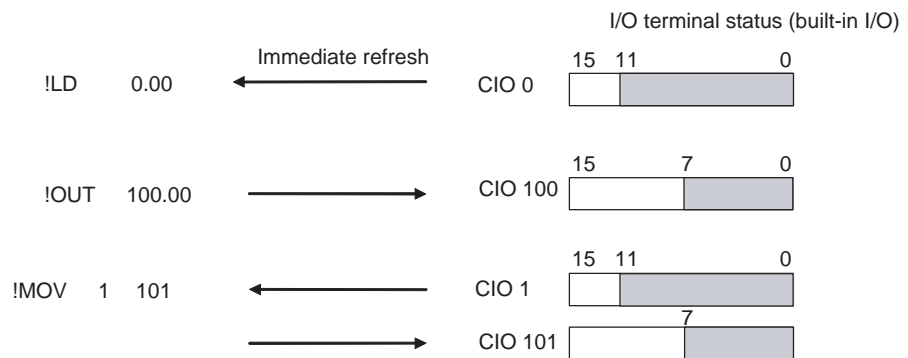 I/O terminal status (built-in I/O)
Immediate refresh
15 11 0
!LD 0.00 CIO 0
15 7 0
!OUT 100.00 CIO 100
15 11 0
!MOV 1 101 CIO 1
7
CIO 101